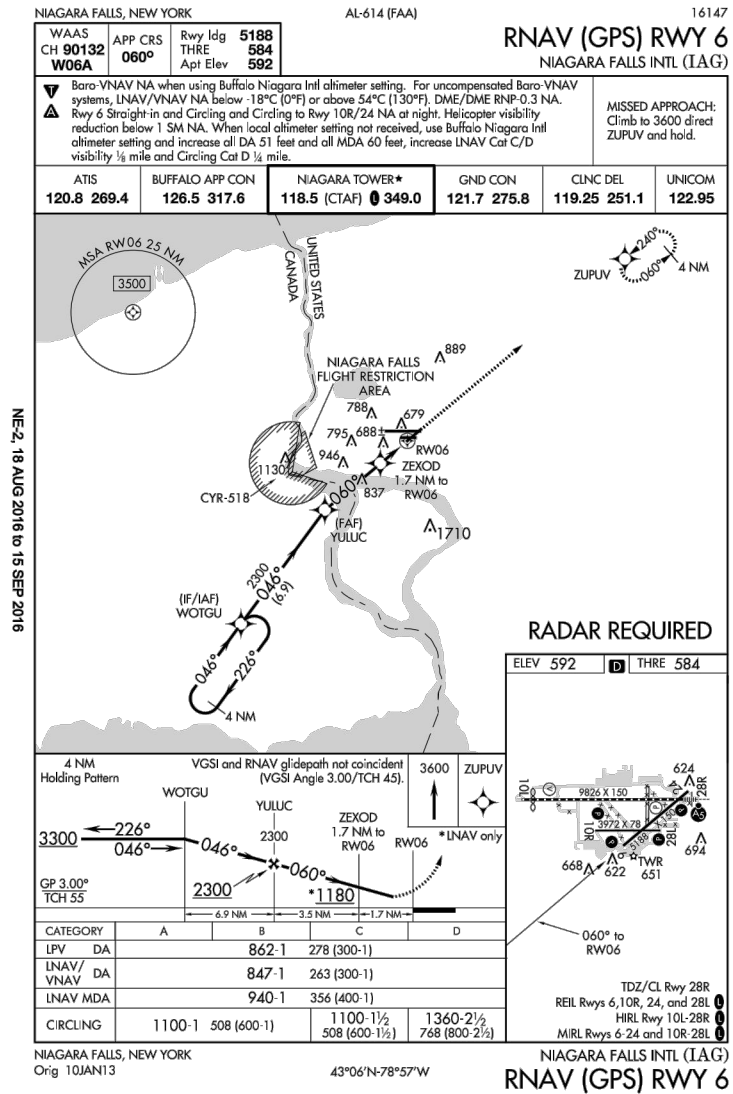 NIAGARA FALLS, NEW YORK
AL-614 (FAA)
16147
WAAS
CH 90132
W06A
APP CRS
060°
Rwy ldg 5188
THRE 584
Apt Elev 592
RNAV (GPS) RWY 6
NIAGARA FALLS INTL (IAG)
T
A
Baro-VNAV NA when using Buffalo Niagara Intl altimeter setting. For uncompensated Baro-VNAV
systems, LNAV/VNAV NA below -18°C (0°F) or above 54°C (130°F). DME/DME RNP-0.3 NA.
Rwy 6 Straight-in and Circling and Circling to Rwy 10R/24 NA at night. Helicopter visibility
reduction below 1 SM NA. When local altimeter setting not received, use Buffalo Niagara Intl
altimeter setting and increase all DA 51 feet and all MDA 60 feet, increase LNAV Cat C/D
visibility ⅛ mile and Circling Cat D ¼ mile.
MISSED APPROACH:
Climb to 3600 direct
ZUPUV and hold.
ATIS
120.8 269.4
BUFFALO APP CON
126.5 317.6
NIAGARA TOWER★
118.5 (CTAF) L 349.0
GND CON
121.7 275.8
CLNC DEL
119.25 251.1
UNICOM
122.95
MSA RW06 25 NM
3500
UNITED STATES
CANADA
ZUPUV
240°
060°
4 NM
889
NIAGARA FALLS
FLIGHT RESTRICTION
AREA
788
679
795
688±
RW06
946
ZEXOD
1.7 NM to
RW06
1130
CYR-518
060°
837
(FAF)
YULUC
1710
2300
046°
(6.9)
(IF/IAF)
WOTGU
046°
226°
4 NM
NE-2, 18 AUG 2016 to 15 SEP 2016
RADAR REQUIRED
ELEV 592
D
THRE 584
624
10L
9826 X 150
28R
24
V
P
A5
10R
3972 X 78
28L
5188 X 150
694
6
668
622
TWR
651
060° to
RW06
TDZ/CL Rwy 28R
REIL Rwys 6,10R, 24, and 28L L
HIRL Rwy 10L-28R L
MIRL Rwys 6-24 and 10R-28L L
4 NM
Holding Pattern
VGSI and RNAV glidepath not coincident
(VGSI Angle 3.00/TCH 45).
3600
ZUPUV
WOTGU
YULUC
2300
ZEXOD
1.7 NM to
RW06
RW06
*LNAV only
3300
226°
046°
046°
060°
2300
*1180
GP 3.00°
TCH 55
6.9 NM
3.5 NM
1.7 NM
CATEGORY A B C D
LPV DA 862-1 278 (300-1)
LNAV/
VNAV DA 847-1 263 (300-1)
LNAV MDA 940-1 356 (400-1)
CIRCLING
1100-1 508 (600-1)
1100-1½
508 (600-1½)
1360-2½
768 (800-2½)
NIAGARA FALLS, NEW YORK
Orig 10JAN13
43°06'N-78°57'W
NIAGARA FALLS INTL (IAG)
RNAV (GPS) RWY 6